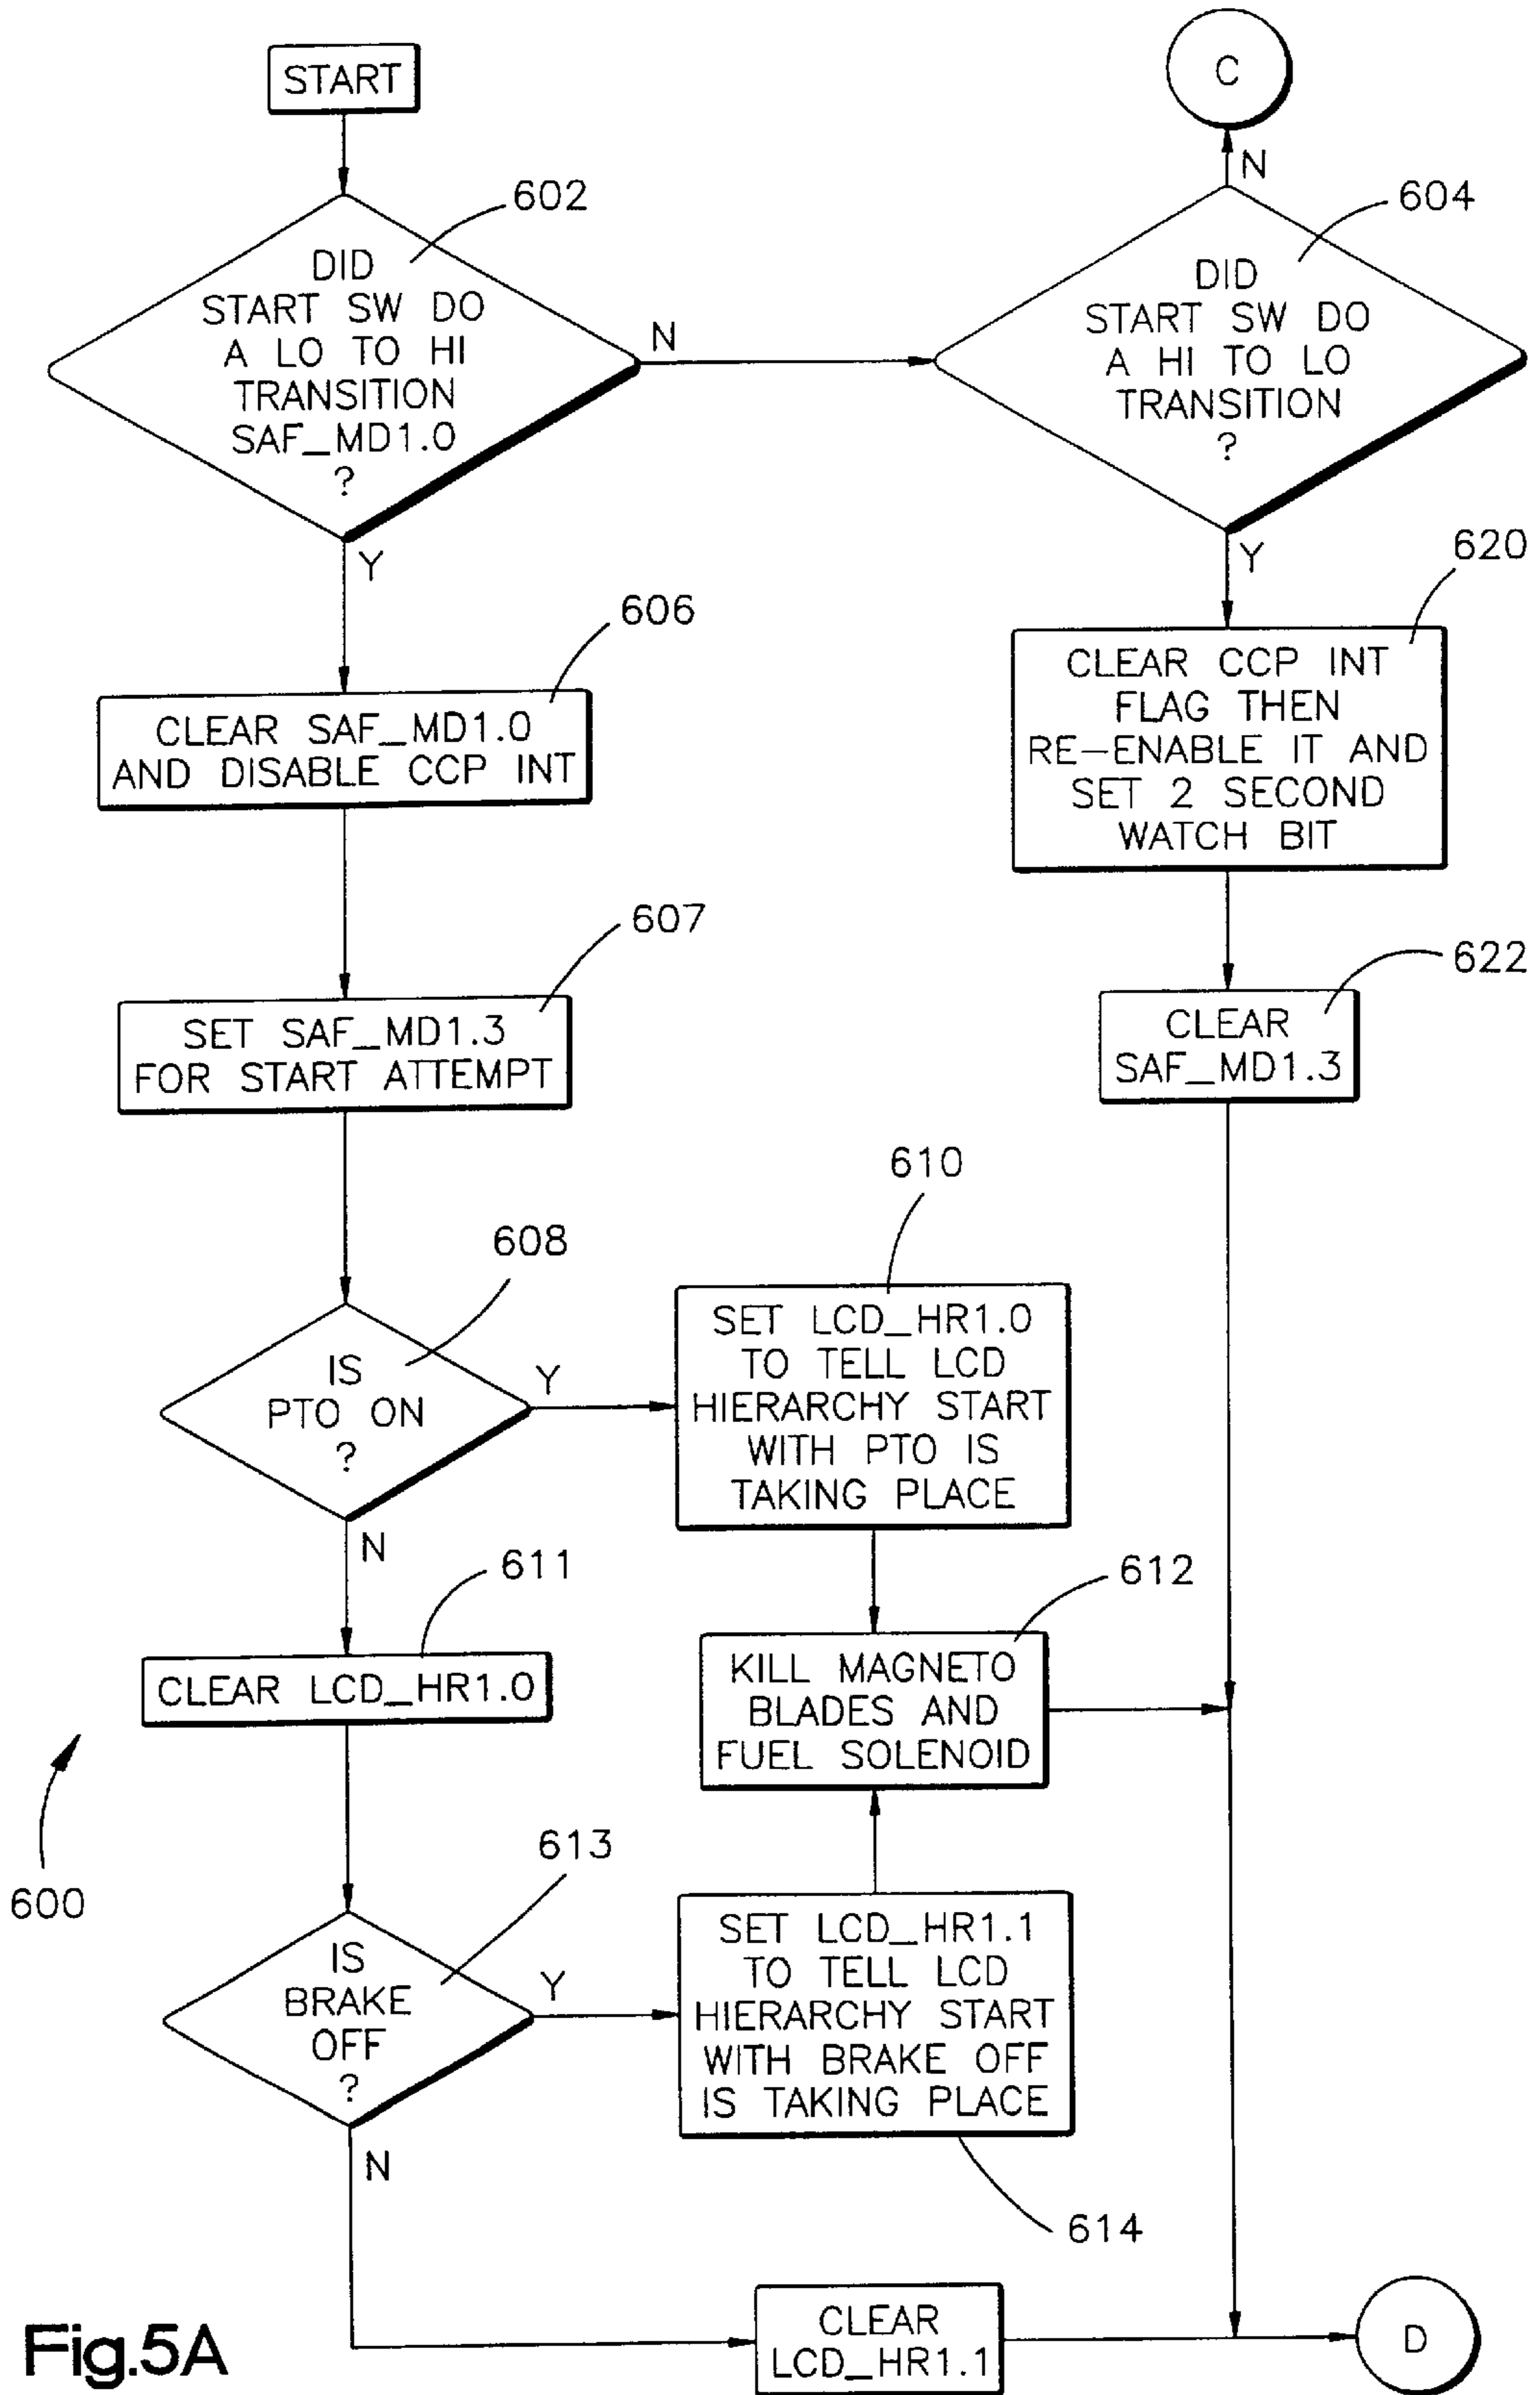 START
C
N
602
604
DID
START SW DO
A LO TO HI
TRANSITION
SAF_MD1.0
?
N
DID
START SW DO
A HI TO LO
TRANSITION
?
Y
Y
620
606
CLEAR SAF_MD1.0
AND DISABLE CCP INT
CLEAR CCP INT
FLAG THEN
RE-ENABLE IT AND
SET 2 SECOND
WATCH BIT
607
622
SET SAF_MD1.3
FOR START ATTEMPT
CLEAR
SAF_MD1.3
608
610
IS
PTO ON
?
Y
N
SET LCD_HR1.0
TO TELL LCD
HIERARCHY START
WITH PTO IS
TAKING PLACE
611
612
CLEAR LCD_HR1.0
KILL MAGNETO
BLADES AND
FUEL SOLENOID
600
613
IS
BRAKE
OFF
?
Y
N
SET LCD_HR1.1
TO TELL LCD
HIERARCHY START
WITH BRAKE OFF
IS TAKING PLACE
614
CLEAR
LCD_HR1.1
D
Fig.5A